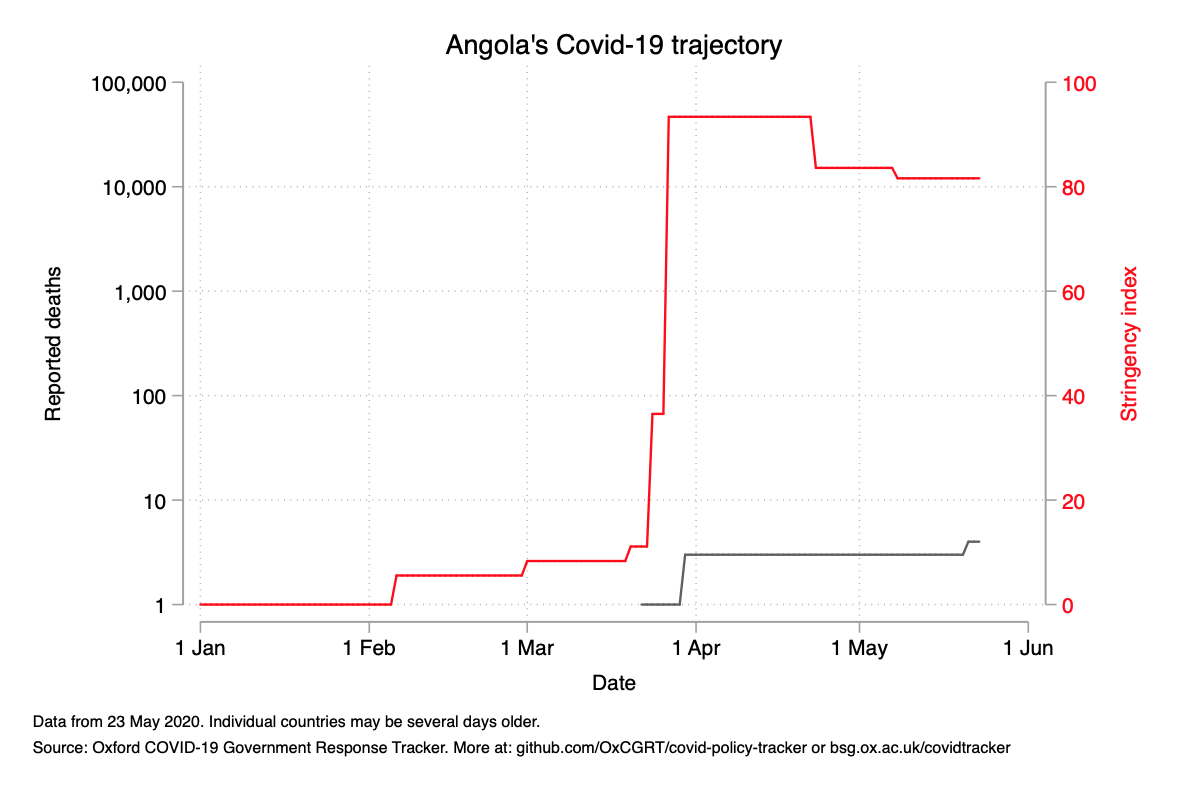 Angola's Covid-19 trajectory
100,000
10,000
1,000
100
10
1
Reported deaths
100
80
60
40
20
0
Stringency index
1 Jan
1 Feb
1 Mar
1 Apr
1 May
1 Jun
Date
Data from 23 May 2020. Individual countries may be several days older.
Source: Oxford COVID-19 Government Response Tracker. More at: github.com/OxCGRT/covid-policy-tracker or bsg.ox.ac.uk/covidtracker